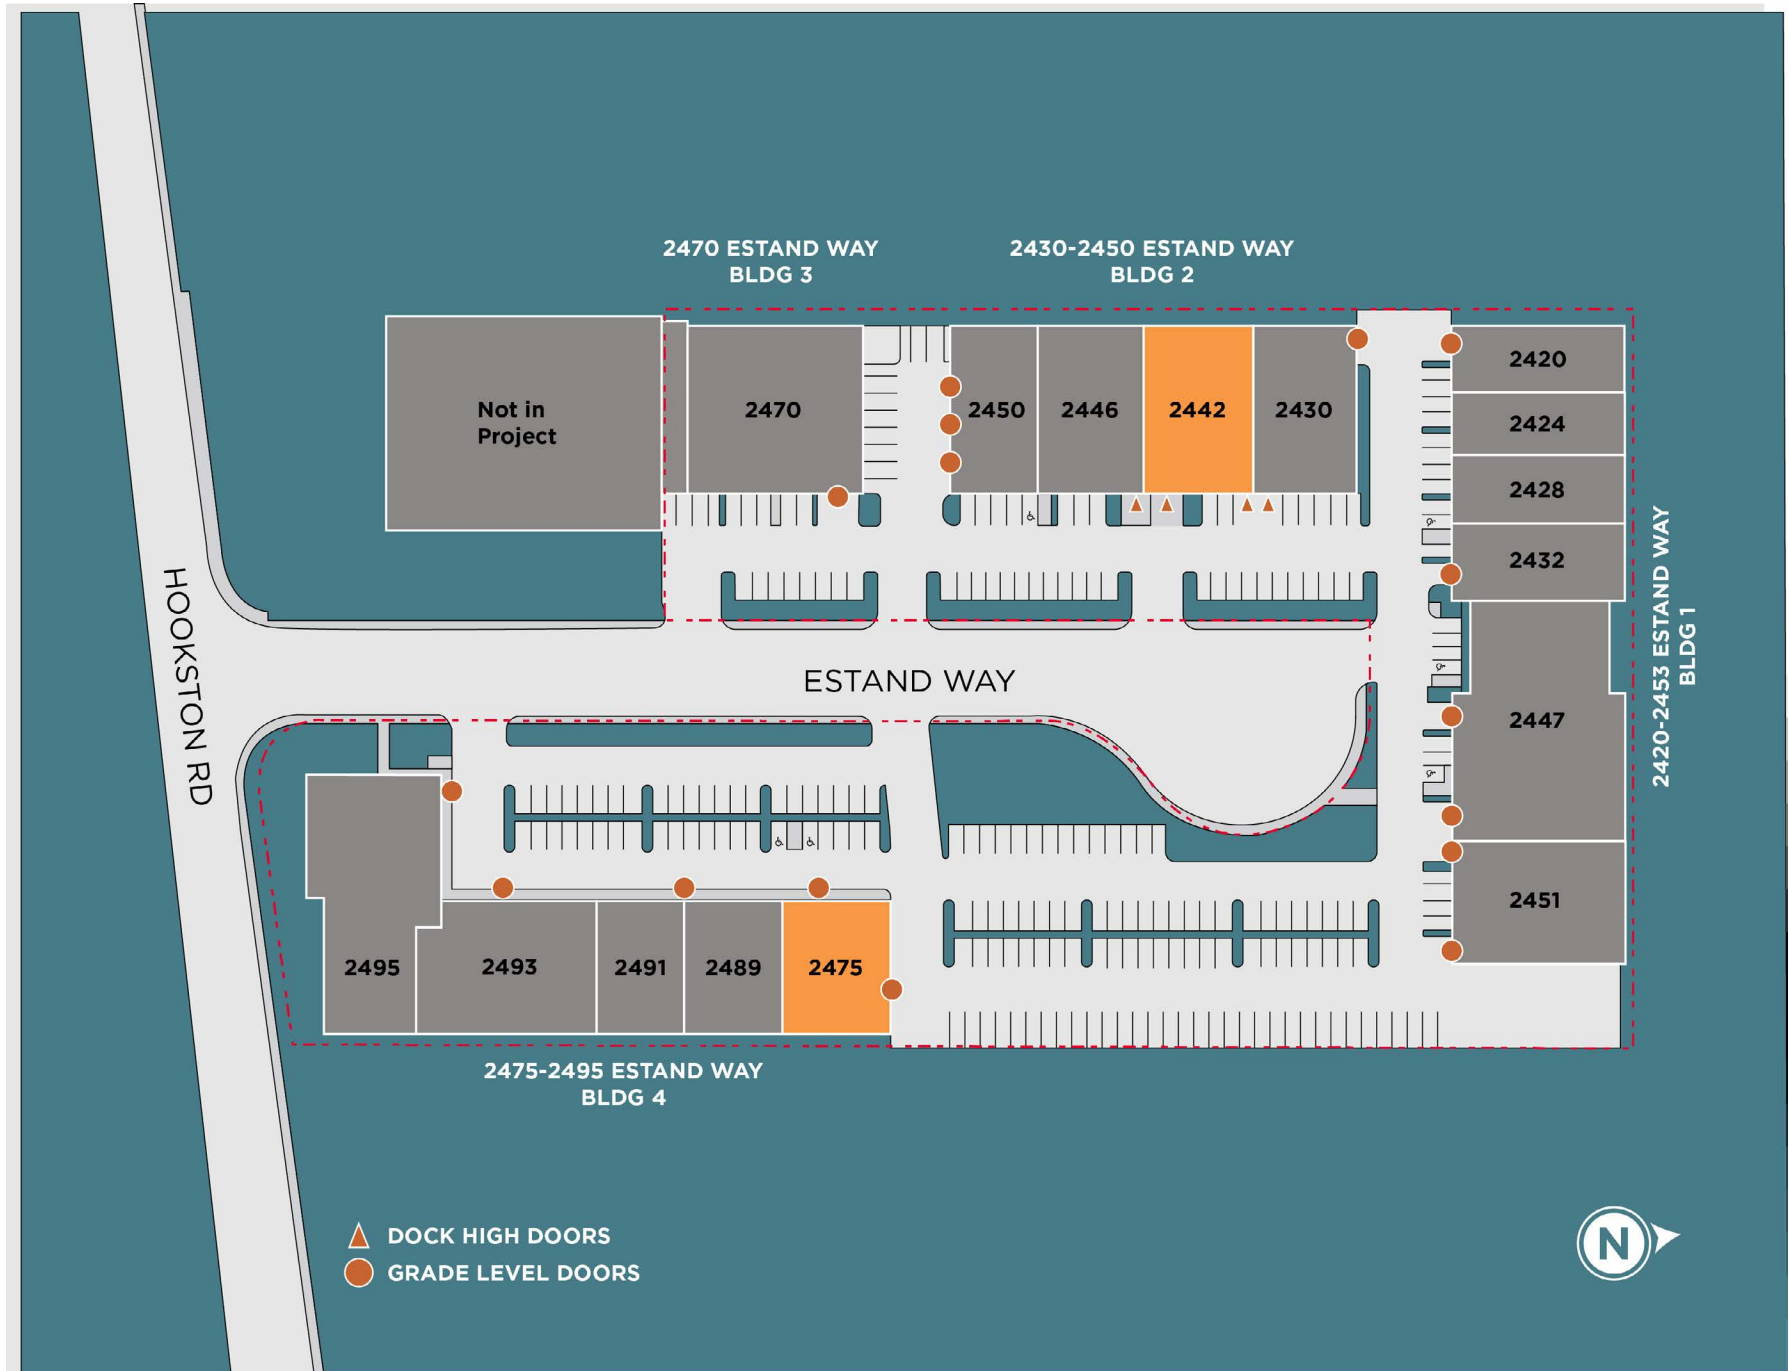 2470 ESTAND WAY
BLDG 3
2430-2450 ESTAND WAY
BLDG 2
Not in
Project
2470
2450
2446
2442
2430
2420
2424
2428
2432
2447
2451
2420-2453 ESTAND WAY
BLDG 1
HOOKSTON RD
ESTAND WAY
2495
2493
2491
2489
2475
2475-2495 ESTAND WAY
BLDG 4
DOCK HIGH DOORS
GRADE LEVEL DOORS
N